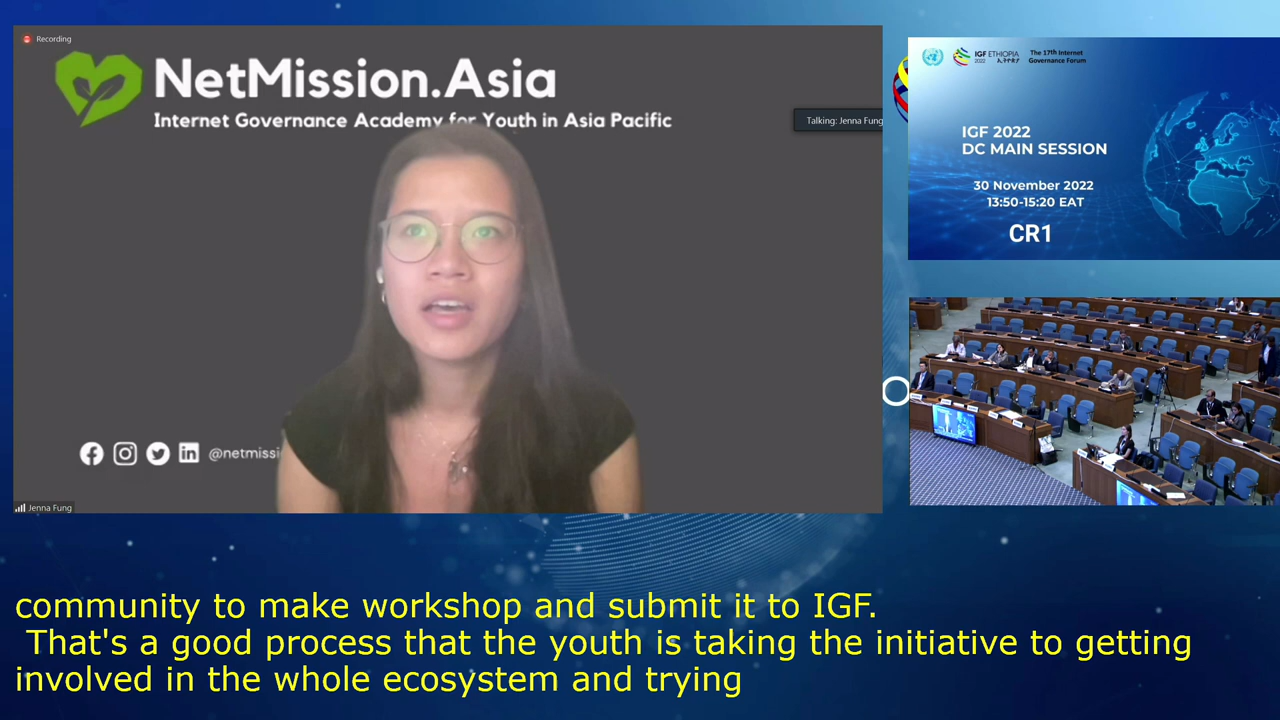 Recording
NetMission.Asia
Internet Governance Academy for Youth in Asia Pacific
Talking: Jenna Fung
@netmissi
Jenna Fung
IGF ETHIOPIA
2022 ኢትዮጵያ
The 17th Internet
Governance Forum
IGF 2022
DC MAIN SESSION
30 November 2022
13:50-15:20 EAT
CR1
community to make workshop and submit it to IGF.
That's a good process that the youth is taking the initiative to getting
involved in the whole ecosystem and trying